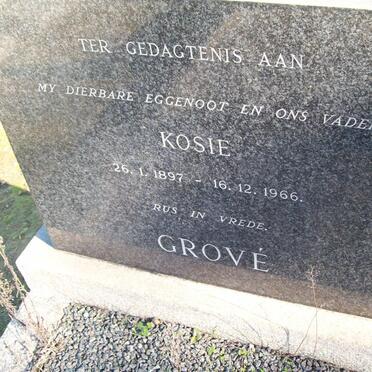 TER GEDAGTENIS AAN
MY DIERBARE EGGENOOT EN ONS VADER
KOSIE
26. 1. 1897 - 16. 12. 1966.
RUS IN VREDE.
GROVÉ